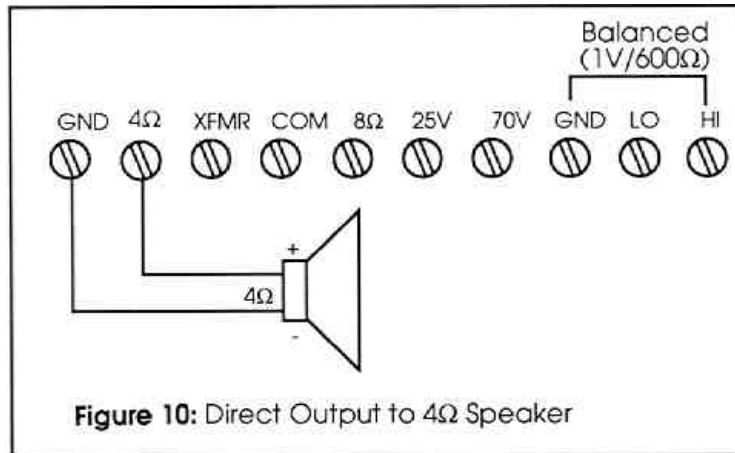 Balanced
(1V/600Ω)
GND 4Ω XFMR COM 8Ω 25V 70V GND LO HI
+
4Ω
-
Figure 10: Direct Output to 4Ω Speaker